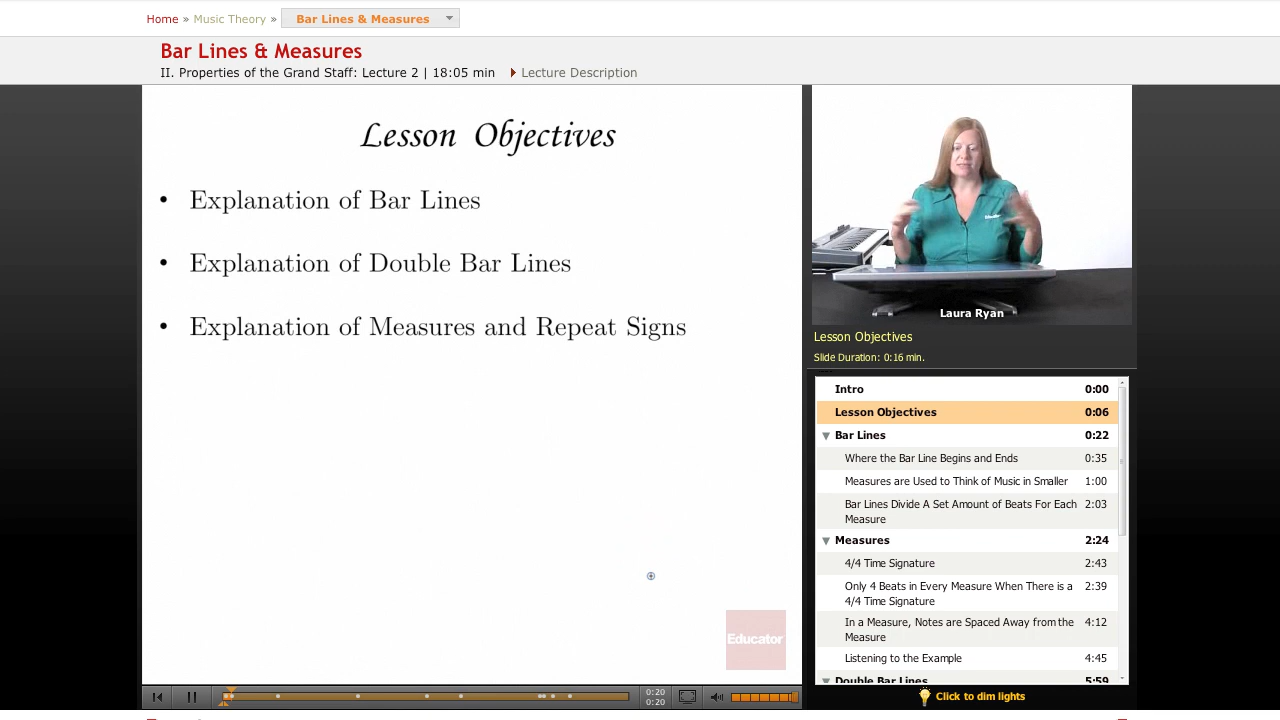 Home » Music Theory » Bar Lines & Measures
Bar Lines & Measures
II. Properties of the Grand Staff: Lecture 2 | 18:05 min Lecture Description
Lesson Objectives
• Explanation of Bar Lines
• Explanation of Double Bar Lines
• Explanation of Measures and Repeat Signs
Educator
0:20
0:20
Laura Ryan
Lesson Objectives
Slide Duration: 0:16 min.
Intro 0:00
Lesson Objectives 0:06
Bar Lines 0:22
Where the Bar Line Begins and Ends 0:35
Measures are Used to Think of Music in Smaller 1:00
Bar Lines Divide A Set Amount of Beats For Each 2:03
Measure
Measures 2:24
4/4 Time Signature 2:43
Only 4 Beats in Every Measure When There is a 2:39
4/4 Time Signature
In a Measure, Notes are Spaced Away from the 4:12
Measure
Listening to the Example 4:45
Double Bar Lines 5:59
Click to dim lights